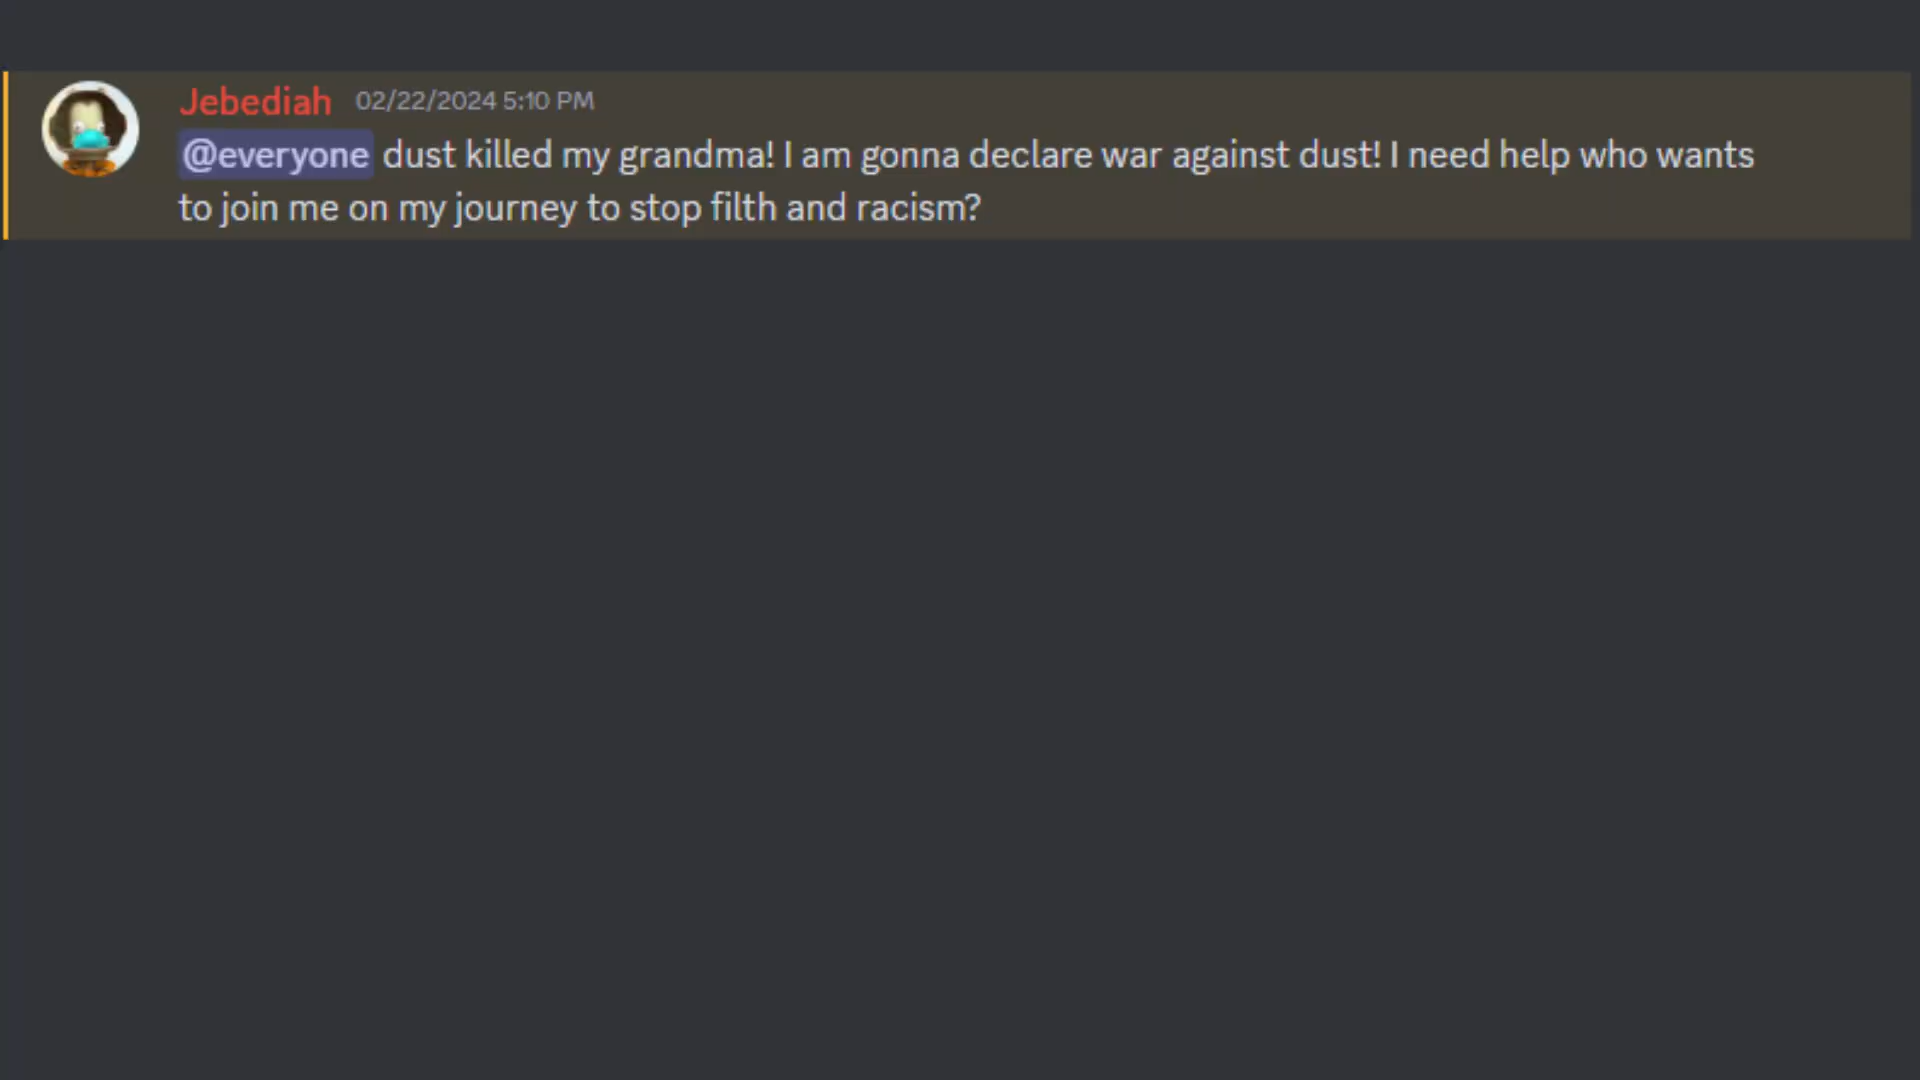 Jebediah 02/22/2024 5:10 PM
@everyone dust killed my grandma! I am gonna declare war against dust! I need help who wants
to join me on my journey to stop filth and racism?